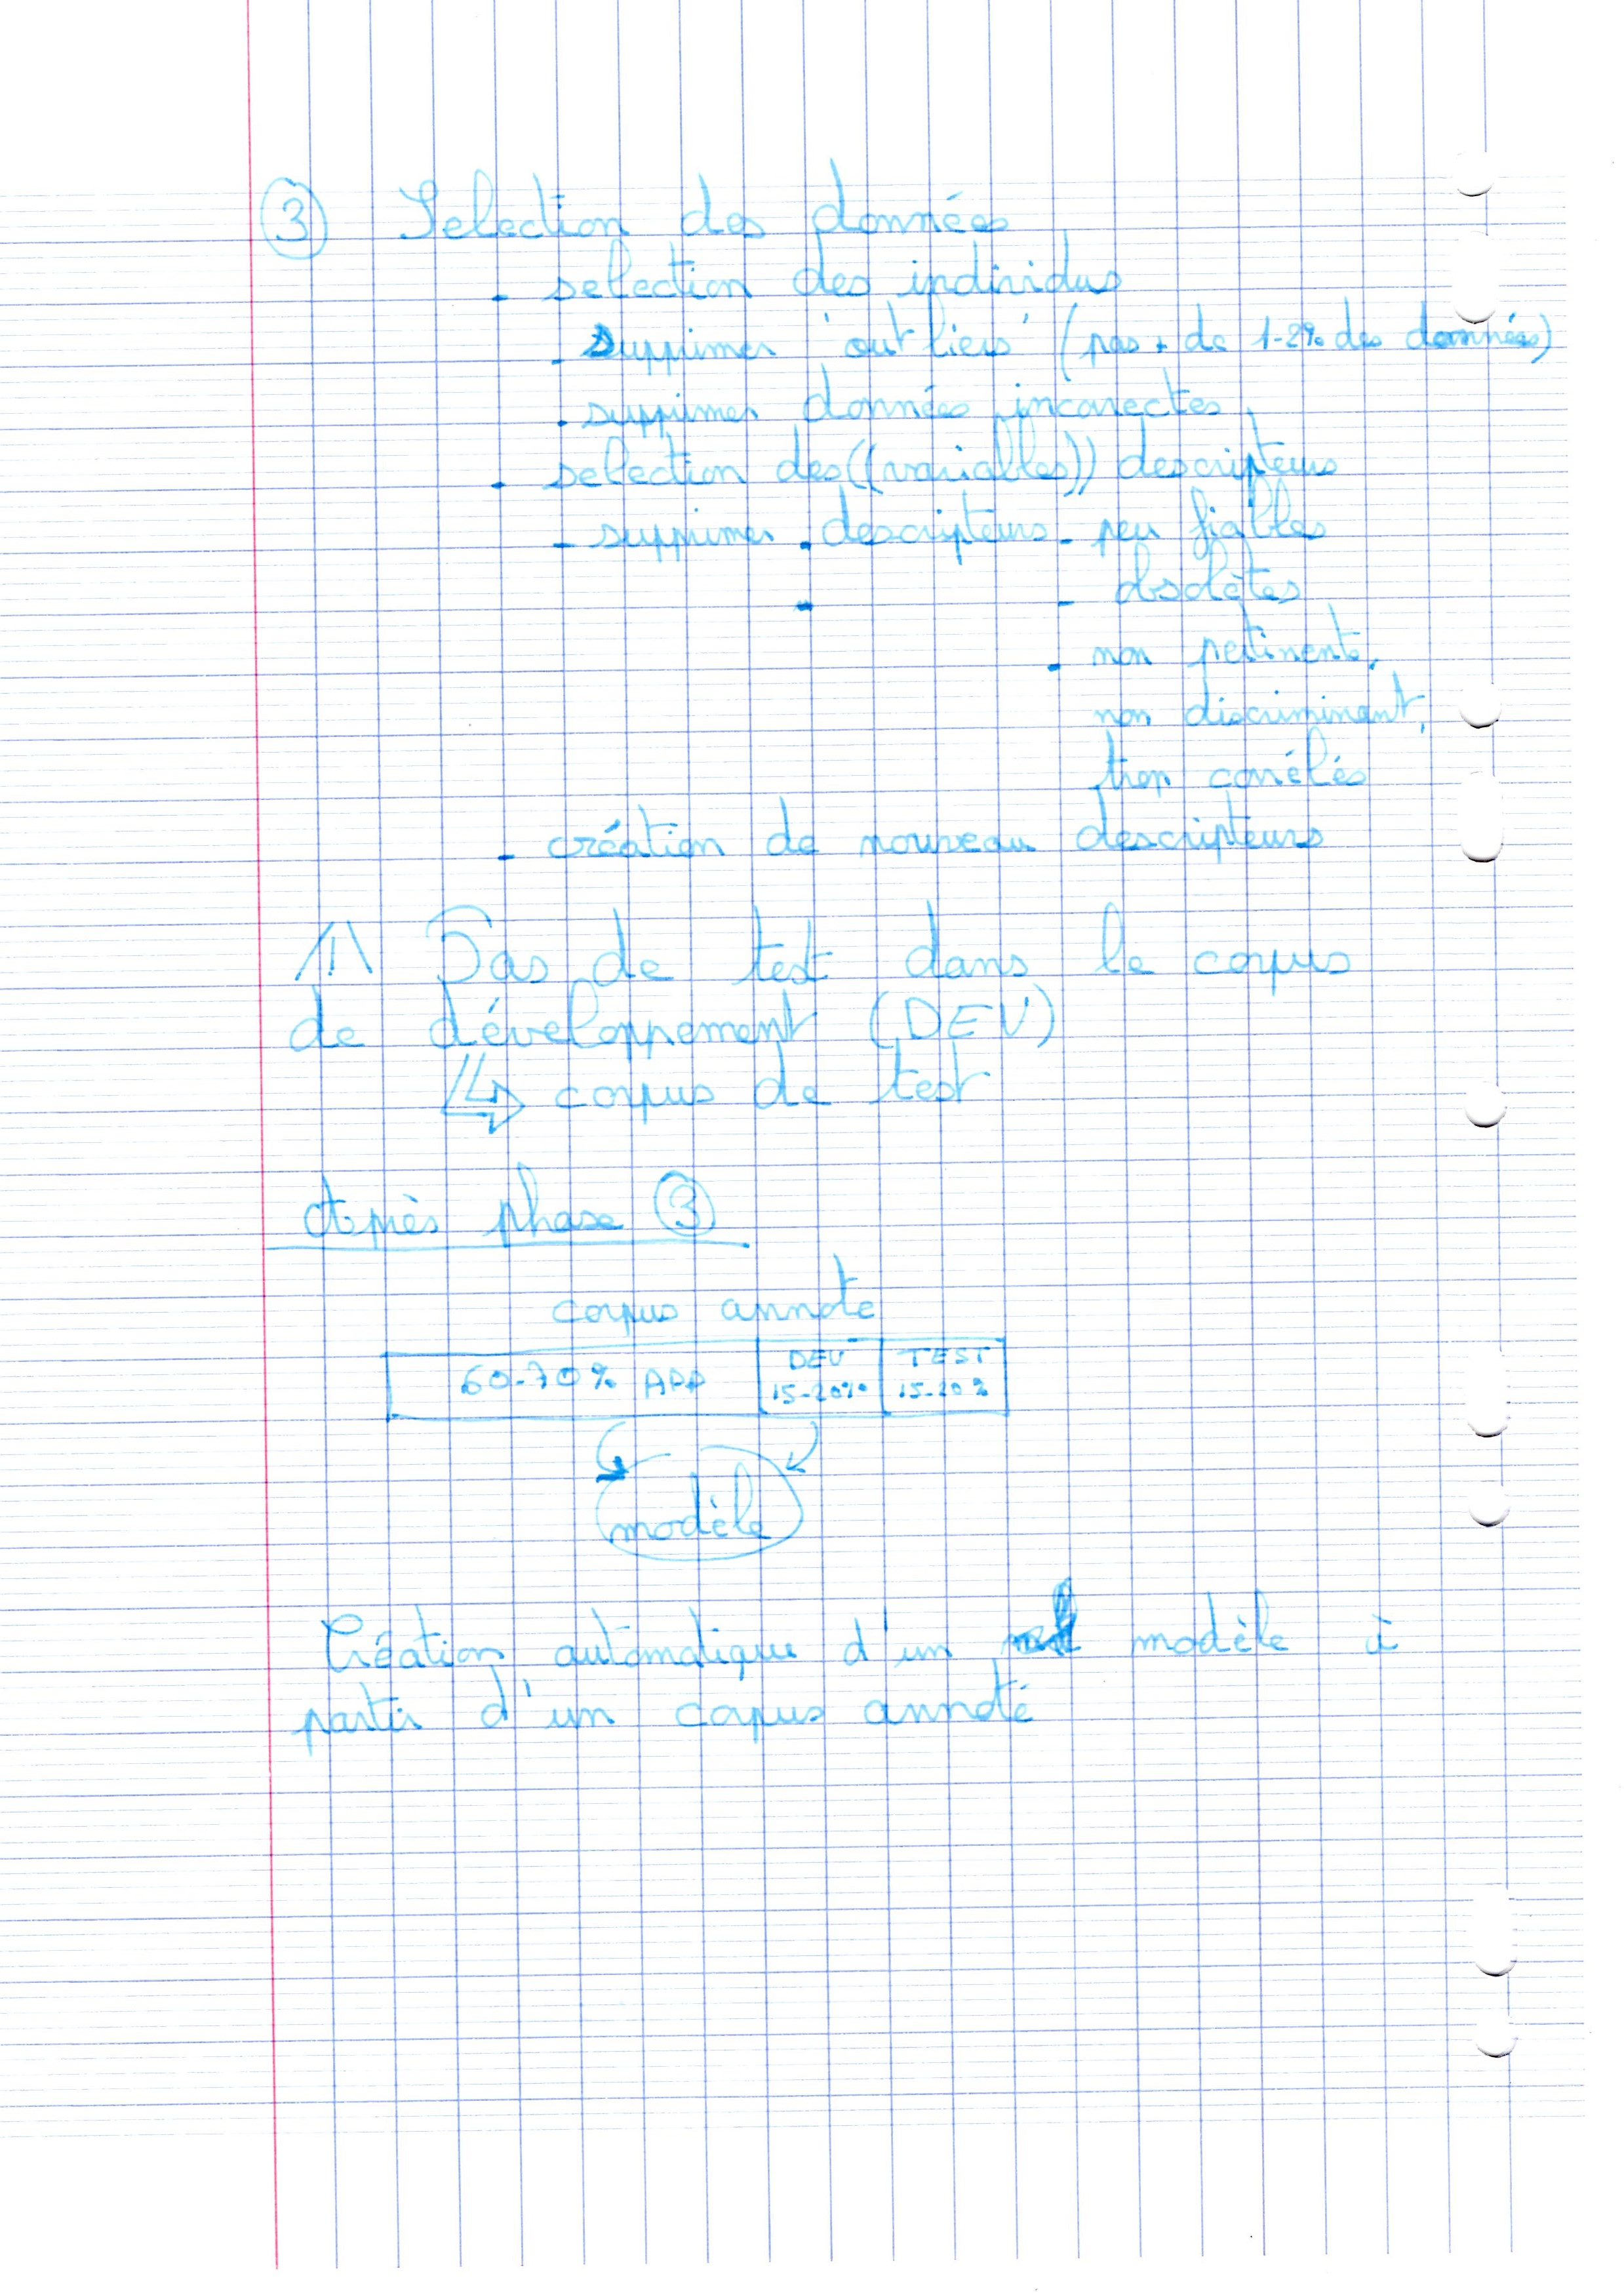 ③ Selection des données
. selection des individus
. supprimer 'outliers' (pas + de 1-2% des données)
. supprimer données incorrectes
. selection des ((variables)) descripteurs
- supprimer . descripteurs - peu fiables
- obsolètes
. non pertinents,
non discriminant,
trop corrélés
. création de nouveau descripteurs
/!\ Pas de test dans le corpus
de développement (DEV)
↳ corpus de test
Après phase ③
corpus annoté
60-70% APP DEV 15-20% TEST 15-20%
modèle
Création automatique d'un modèle à
partir d'un corpus annoté